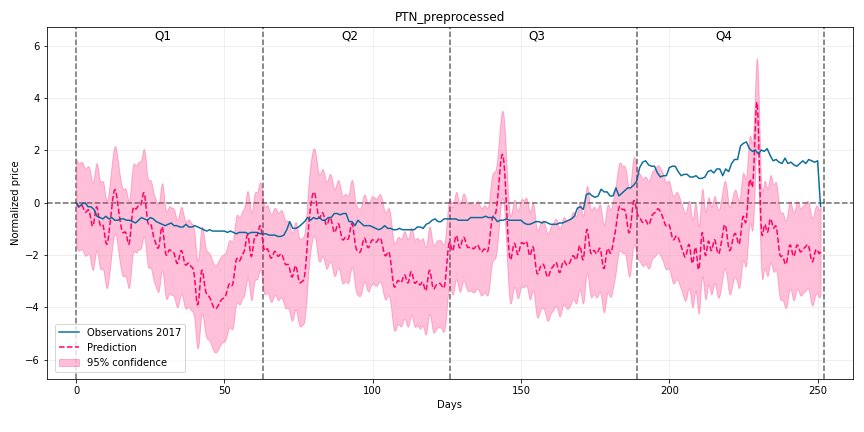 PTN_preprocessed
Q1 Q2 Q3 Q4
6
4
2
0
−2
−4
−6
Normalized price
Observations 2017
Prediction
95% confidence
0 50 100 150 200 250
Days